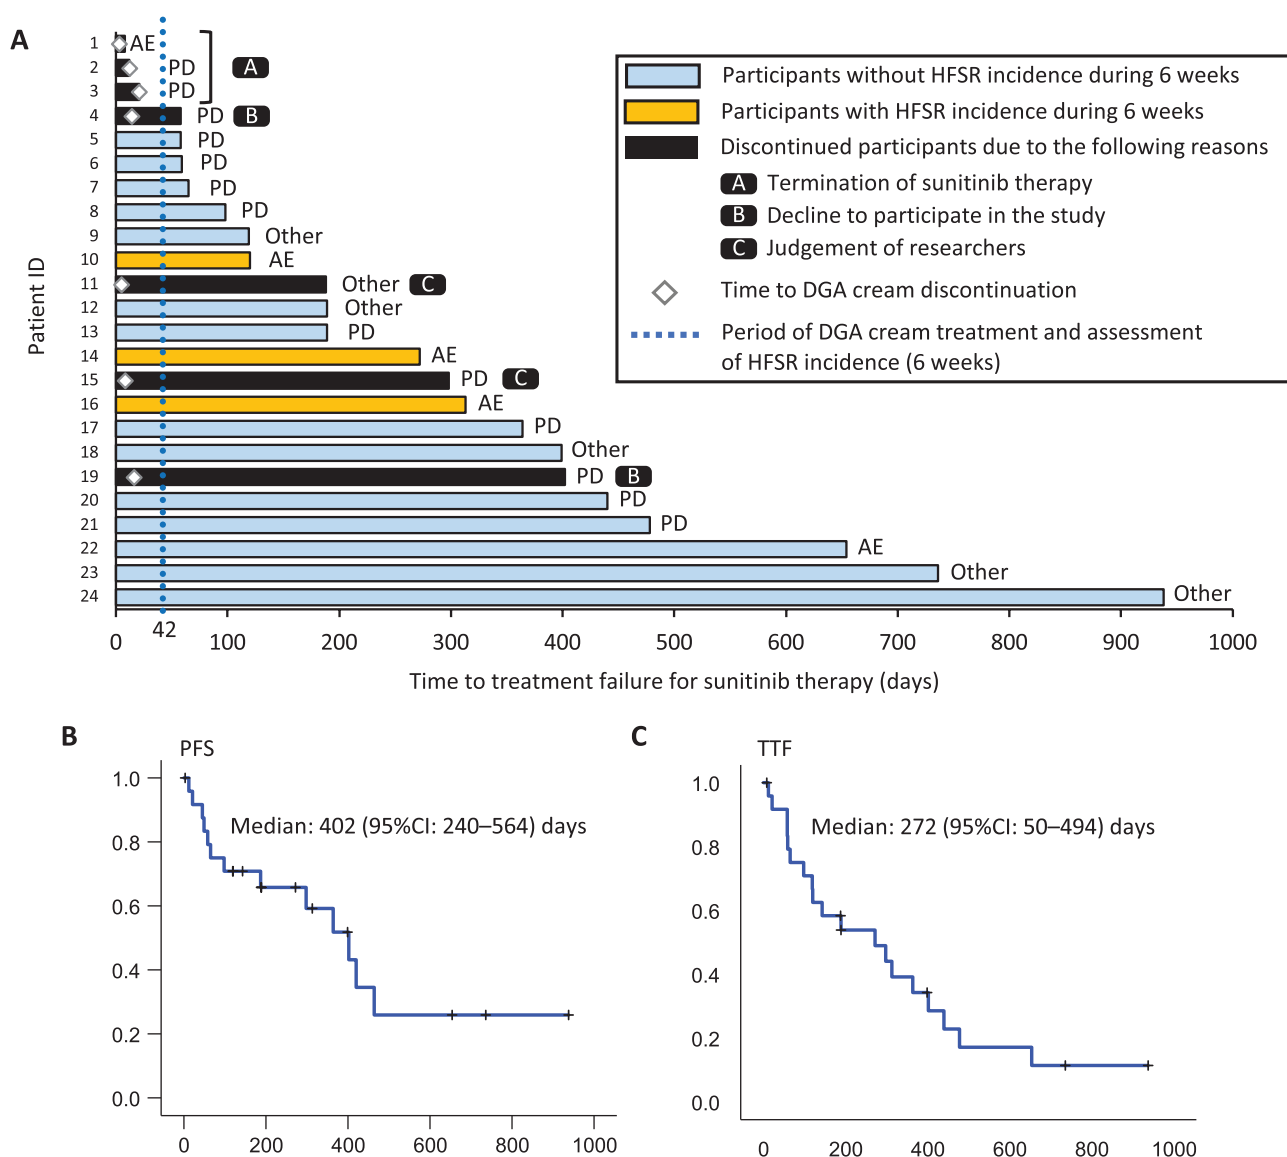 A
1 AE
2 PD A
3 PD
4 PD B
5 PD
6 PD
7 PD
8 PD
9 Other
10 AE
11 Other C
12 Other
13 PD
14 AE
15 PD C
16 AE
17 PD
18 Other
19 PD B
20 PD
21 PD
22 AE
23 Other
24 Other
Patient ID
0 42 100 200 300 400 500 600 700 800 900 1000
Time to treatment failure for sunitinib therapy (days)
Participants without HFSR incidence during 6 weeks
Participants with HFSR incidence during 6 weeks
Discontinued participants due to the following reasons
A Termination of sunitinib therapy
B Decline to participate in the study
C Judgement of researchers
Time to DGA cream discontinuation
Period of DGA cream treatment and assessment
of HFSR incidence (6 weeks)
B
PFS
Median: 402 (95%CI: 240–564) days
1.0
0.8
0.6
0.4
0.2
0.0
0 200 400 600 800 1000
C
TTF
Median: 272 (95%CI: 50–494) days
1.0
0.8
0.6
0.4
0.2
0.0
0 200 400 600 800 1000